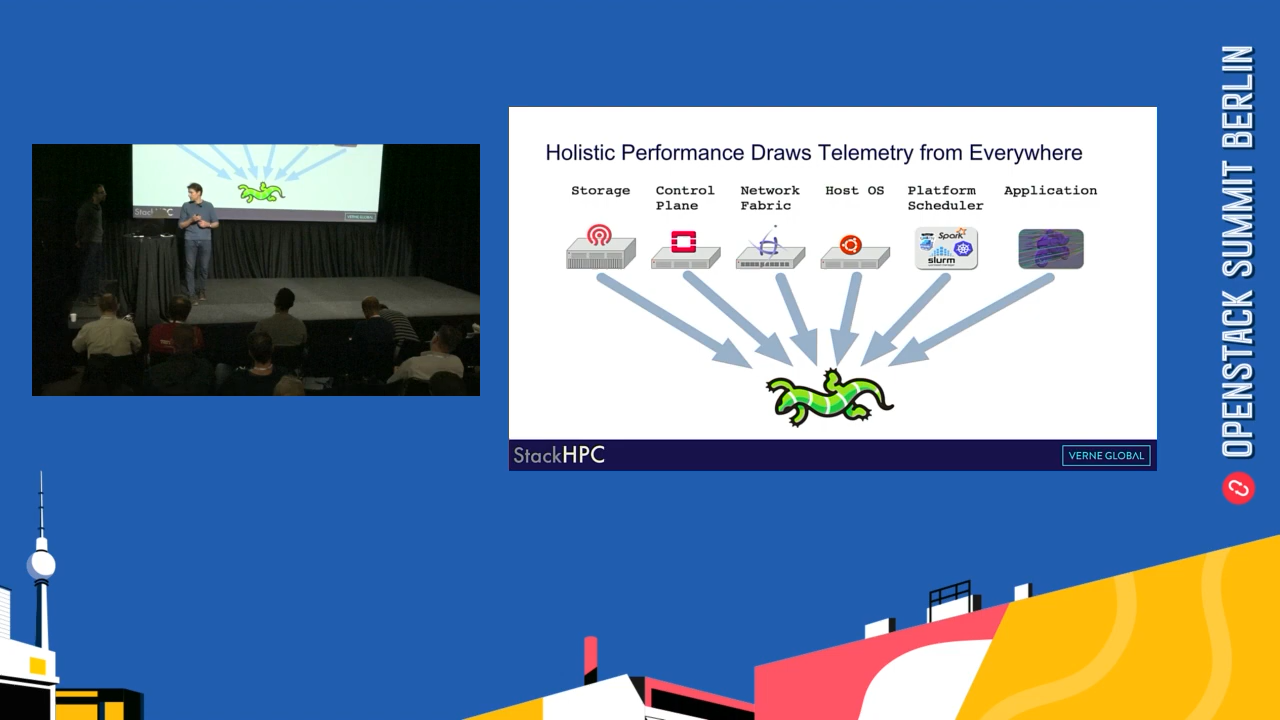 Holistic Performance Draws Telemetry from Everywhere
Storage
Control
Plane
Network
Fabric
Host OS
Platform
Scheduler
Application
Spark
slurm
StackHPC
VERNE GLOBAL
OPENSTACK SUMMIT BERLIN